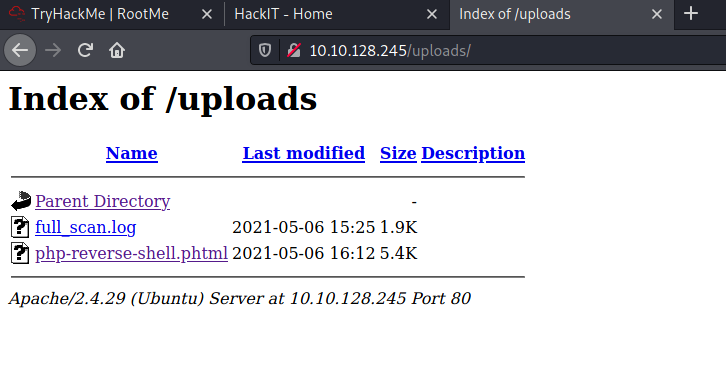 TryHackMe | RootMe
HackIT - Home
Index of /uploads
10.10.128.245/uploads/
Index of /uploads
Name Last modified Size Description
Parent Directory -
full_scan.log 2021-05-06 15:25 1.9K
php-reverse-shell.phtml 2021-05-06 16:12 5.4K
Apache/2.4.29 (Ubuntu) Server at 10.10.128.245 Port 80